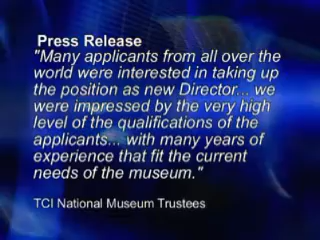 Press Release
"Many applicants from all over the
world were interested in taking up
the position as new Director... we
were impressed by the very high
level of the qualifications of the
applicants... with many years of
experience that fit the current
needs of the museum."
TCI National Museum Trustees